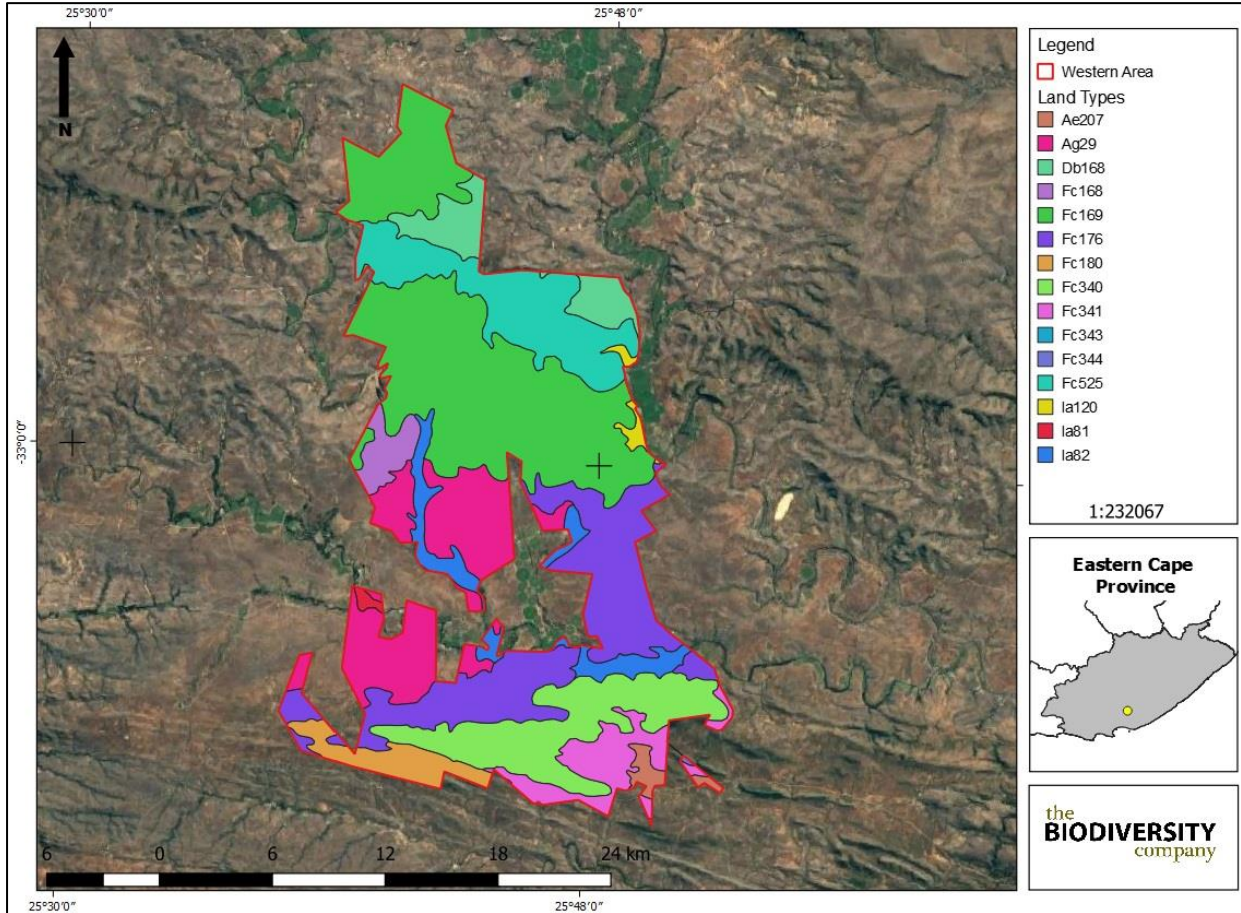 25°30'0"
25°48'0"
N
-33°0'0"
6 0 6 12 18 24 km
25°30'0"
25°48'0"
Legend
Western Area
Land Types
Ae207
Ag29
Db168
Fc168
Fc169
Fc176
Fc180
Fc340
Fc341
Fc343
Fc344
Fc525
Ia120
Ia81
Ia82
1:232067
Eastern Cape
Province
the
BIODIVERSITY
company